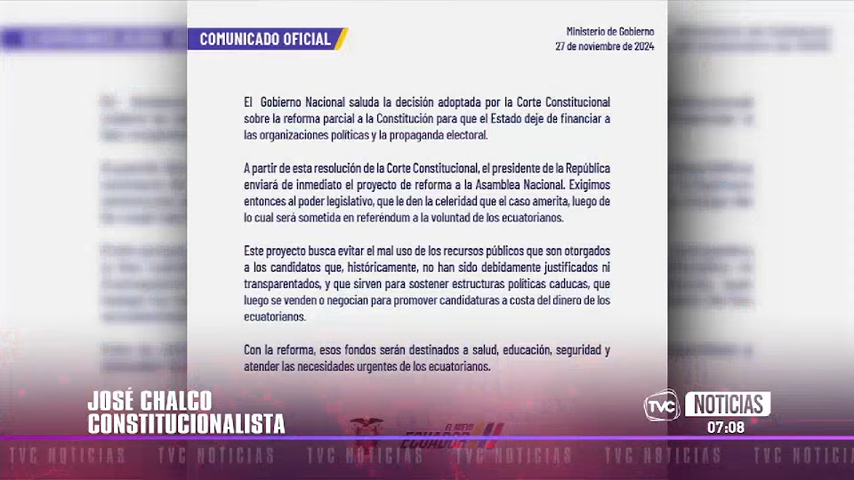 COMUNICADO OFICIAL
Ministerio de Gobierno
27 de noviembre de 2024
El Gobierno Nacional saluda la decisión adoptada por la Corte Constitucional
sobre la reforma parcial a la Constitución para que el Estado deje de financiar a
las organizaciones políticas y la propaganda electoral.
A partir de esta resolución de la Corte Constitucional, el presidente de la República
enviará de inmediato el proyecto de reforma a la Asamblea Nacional. Exigimos
entonces al poder legislativo, que le den la celeridad que el caso amerita, luego de
lo cual será sometida en referéndum a la voluntad de los ecuatorianos.
Este proyecto busca evitar el mal uso de los recursos públicos que son otorgados
a los candidatos que, históricamente, no han sido debidamente justificados ni
transparentados, y que sirven para sostener estructuras políticas caducas, que
luego se venden o negocian para promover candidaturas a costa del dinero de los
ecuatorianos.
Con la reforma, esos fondos serán destinados a salud, educación, seguridad y
atender las necesidades urgentes de los ecuatorianos.
JOSÉ CHALCO
CONSTITUCIONALISTA
TVC NOTICIAS
07:08
EL NUEVO
ECUADOR
TVC NOTICIAS TVC NOTICIAS TVC NOTICIAS TVC NOTICIAS TVC NOTICIAS